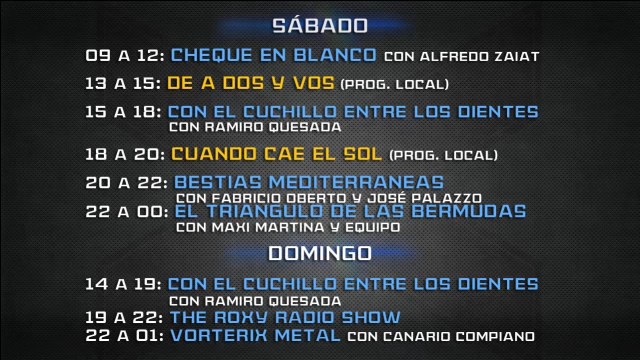 SÁBADO
09 A 12: CHEQUE EN BLANCO CON ALFREDO ZAIAT
13 A 15: DE A DOS Y VOS (PROG. LOCAL)
15 A 18: CON EL CUCHILLO ENTRE LOS DIENTES
CON RAMIRO QUESADA
18 A 20: CUANDO CAE EL SOL (PROG. LOCAL)
20 A 22: BESTIAS MEDITERRANEAS
CON FABRICIO OBERTO Y JOSÉ PALAZZO
22 A 00: EL TRIANGULO DE LAS BERMUDAS
CON MAXI MARTINA Y EQUIPO
DOMINGO
14 A 19: CON EL CUCHILLO ENTRE LOS DIENTES
CON RAMIRO QUESADA
19 A 22: THE ROXY RADIO SHOW
22 A 01: VORTERIX METAL CON CANARIO COMPIANO